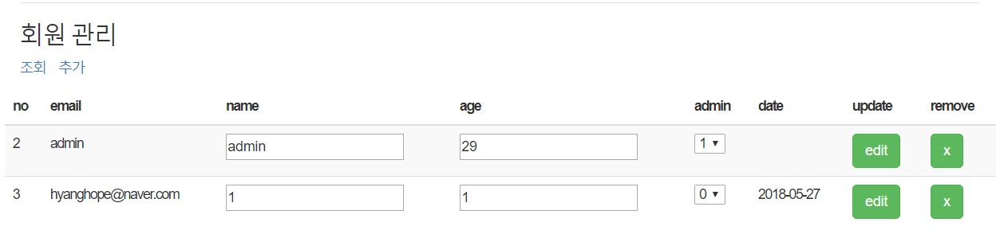 회원 관리
조회 추가
no email name age admin date update remove
2 admin admin 29 1 edit x
3 hyanghope@naver.com 1 1 0 2018-05-27 edit x